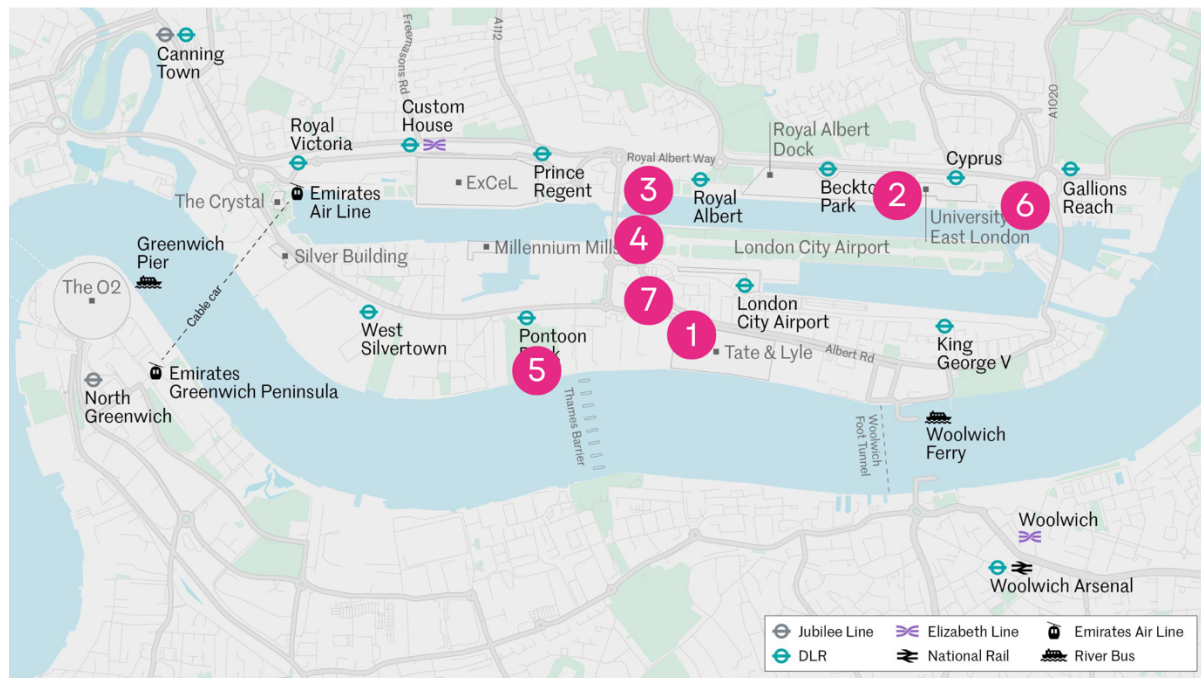 Canning
Town
Freemasons Rd
A112
A1020
Custom
House
Royal
Victoria
Prince
Regent
Royal Albert Way
Royal Albert
Dock
Cyprus
ExCeL
3
Royal
Albert
Park
2
Gallions
Reach
The Crystal
Emirates
Air Line
6
University
East London
Greenwich
Pier
Silver Building
Millennium Mills
4
London City Airport
The O2
Cable car
West
Silvertown
Pontoon
7
London
City Airport
1
Tate & Lyle
Albert Rd
King
George V
5
North
Greenwich
Emirates
Greenwich Peninsula
Thames Barrier
Woolwich
Foot Tunnel
Woolwich
Ferry
Woolwich
Woolwich Arsenal
Jubilee Line
Elizabeth Line
Emirates Air Line
DLR
National Rail
River Bus